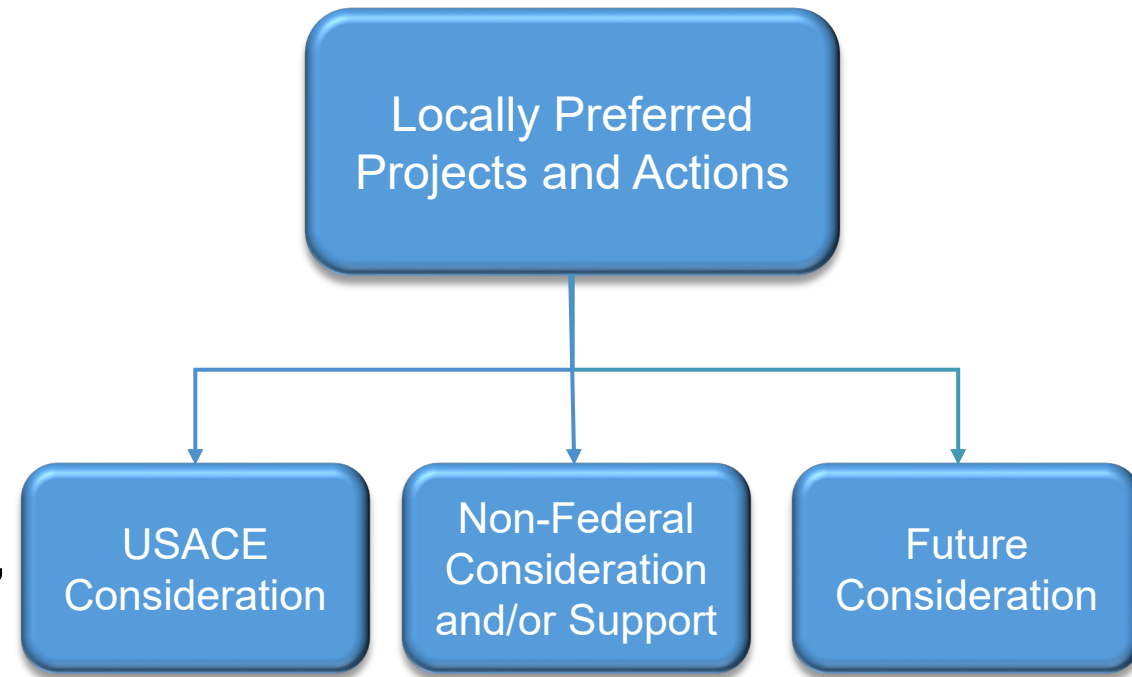 Locally Preferred
Projects and Actions
USACE
Consideration
Non-Federal
Consideration
and/or Support
Future
Consideration